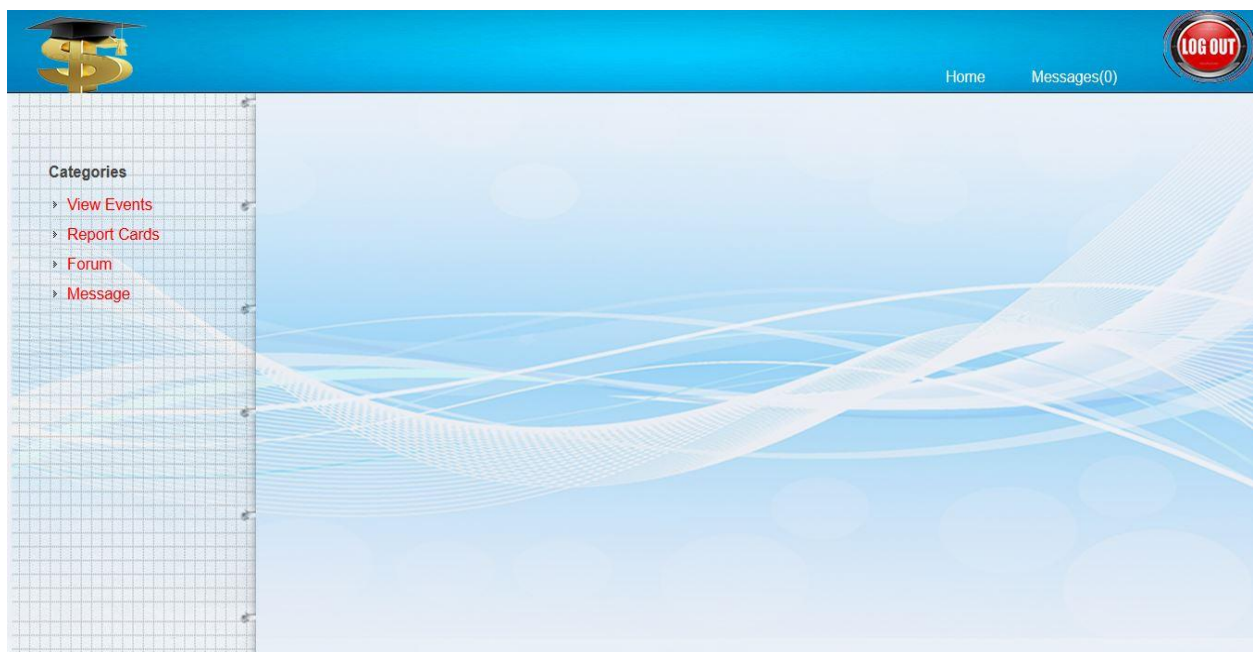 LOG OUT
Home Messages(0)
Categories
View Events
Report Cards
Forum
Message